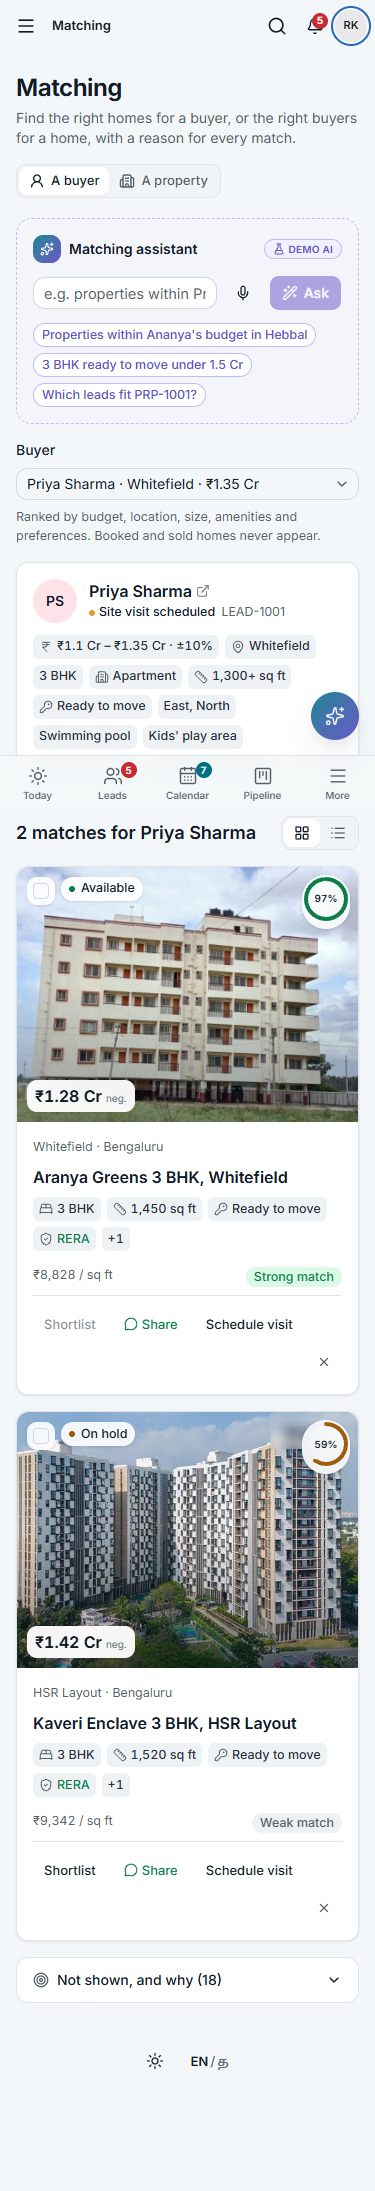 Matching
5
RK
Matching
Find the right homes for a buyer, or the right buyers
for a home, with a reason for every match.
A buyer
A property
Matching assistant
DEMO AI
e.g. properties within Pr
Ask
Properties within Ananya's budget in Hebbal
3 BHK ready to move under 1.5 Cr
Which leads fit PRP-1001?
Buyer
Priya Sharma · Whitefield · ₹1.35 Cr
Ranked by budget, location, size, amenities and
preferences. Booked and sold homes never appear.
PS
Priya Sharma
Site visit scheduled LEAD-1001
₹1.1 Cr – ₹1.35 Cr · ±10%
Whitefield
3 BHK
Apartment
1,300+ sq ft
Ready to move
East, North
Swimming pool
Kids' play area
5
7
Today
Leads
Calendar
Pipeline
More
2 matches for Priya Sharma
Available
97%
₹1.28 Cr neg.
Whitefield · Bengaluru
Aranya Greens 3 BHK, Whitefield
3 BHK
1,450 sq ft
Ready to move
RERA
+1
₹8,828 / sq ft
Strong match
Shortlist
Share
Schedule visit
On hold
59%
₹1.42 Cr neg.
HSR Layout · Bengaluru
Kaveri Enclave 3 BHK, HSR Layout
3 BHK
1,520 sq ft
Ready to move
RERA
+1
₹9,342 / sq ft
Weak match
Shortlist
Share
Schedule visit
Not shown, and why (18)
EN / த